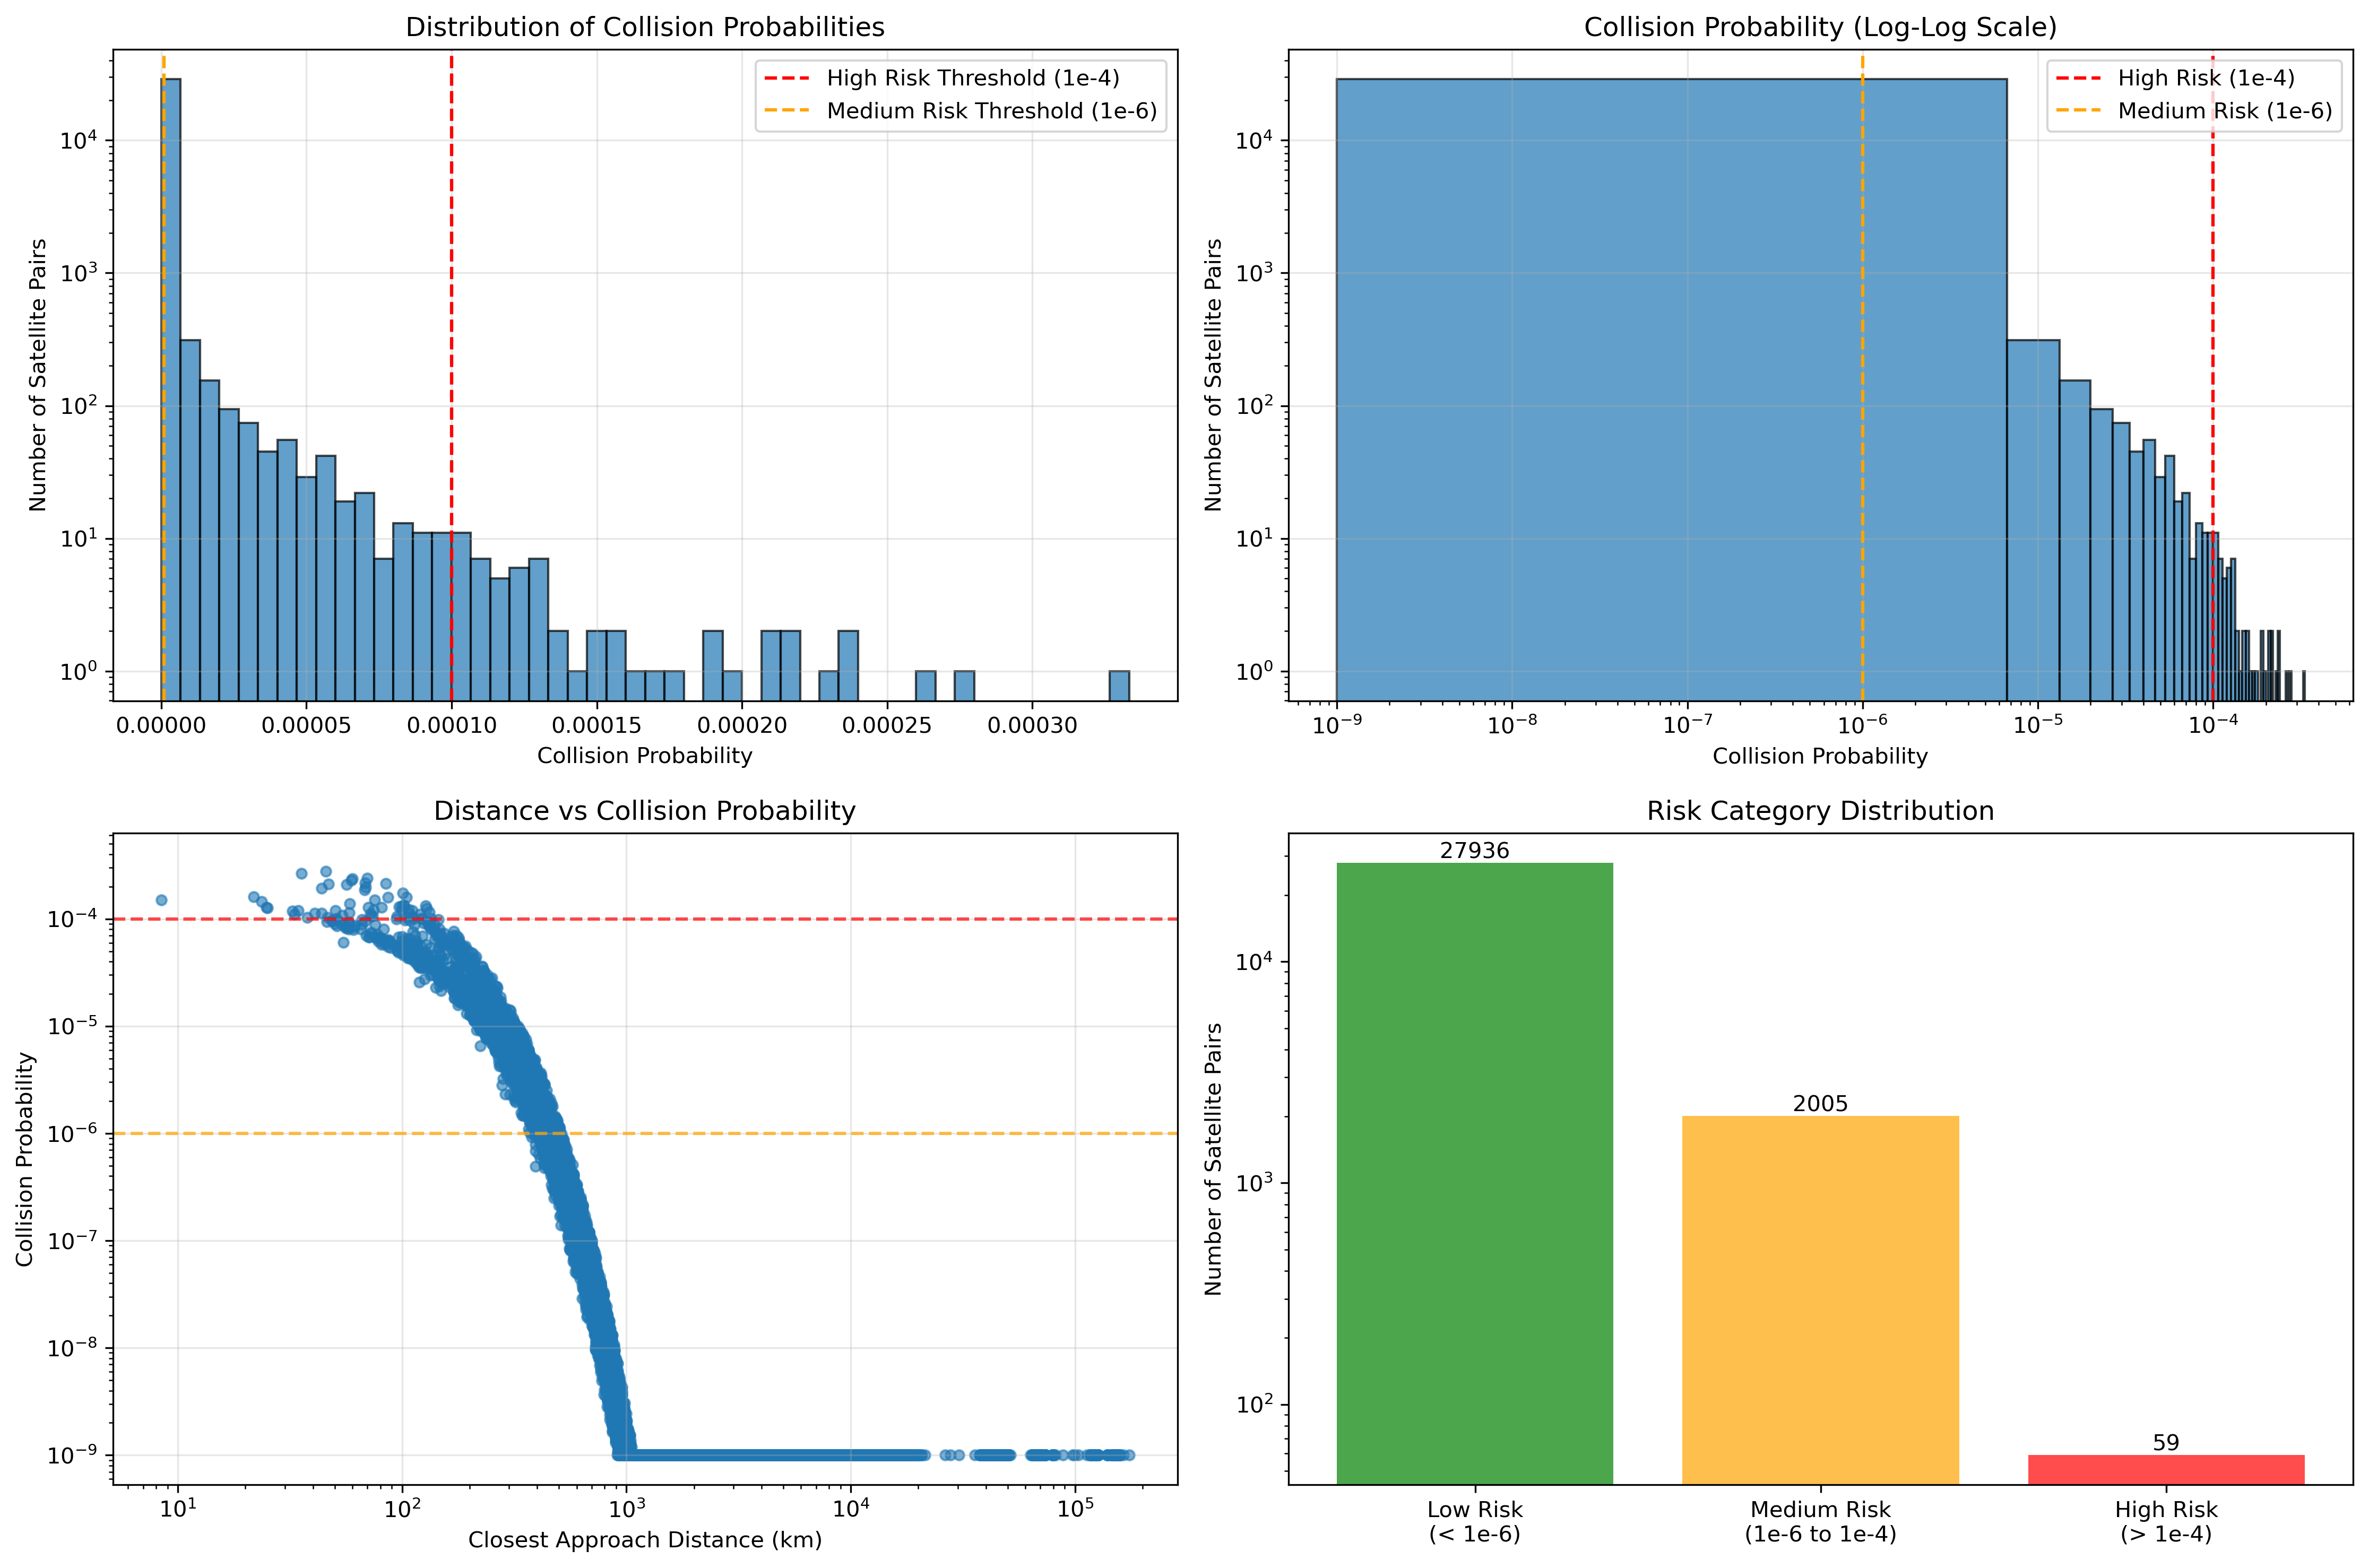 Distribution of Collision Probabilities
Number of Satellite Pairs
10⁴
10³
10²
10¹
10⁰
High Risk Threshold (1e-4)
Medium Risk Threshold (1e-6)
0.00000 0.00005 0.00010 0.00015 0.00020 0.00025 0.00030
Collision Probability
Collision Probability (Log-Log Scale)
Number of Satellite Pairs
10⁴
10³
10²
10¹
10⁰
High Risk (1e-4)
Medium Risk (1e-6)
10⁻⁹ 10⁻⁸ 10⁻⁷ 10⁻⁶ 10⁻⁵ 10⁻⁴
Collision Probability
Distance vs Collision Probability
Collision Probability
10⁻⁴
10⁻⁵
10⁻⁶
10⁻⁷
10⁻⁸
10⁻⁹
10¹ 10² 10³ 10⁴ 10⁵
Closest Approach Distance (km)
Risk Category Distribution
Number of Satellite Pairs
10⁴
10³
10²
27936
2005
59
Low Risk
(< 1e-6)
Medium Risk
(1e-6 to 1e-4)
High Risk
(> 1e-4)